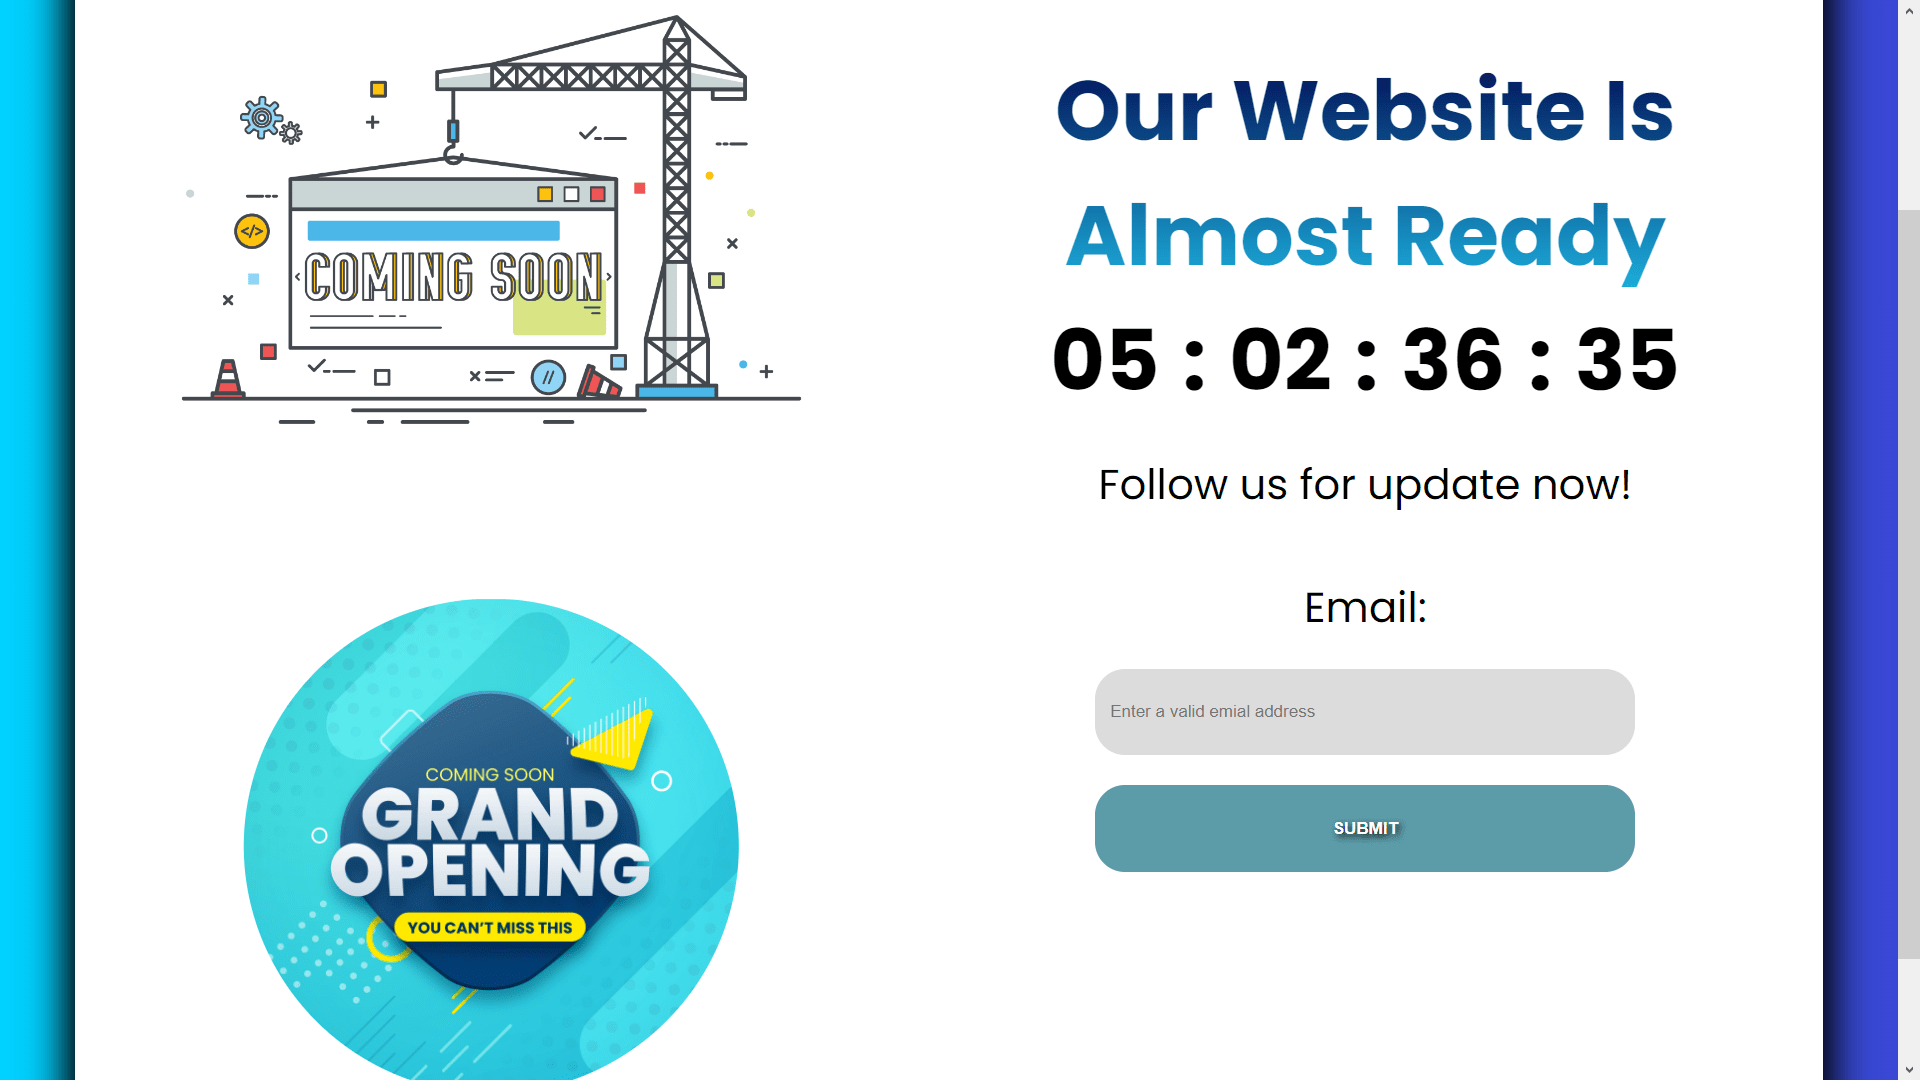 </>
COMING SOON
//
COMING SOON
GRAND
OPENING
YOU CAN'T MISS THIS
Our Website Is
Almost Ready
05 : 02 : 36 : 35
Follow us for update now!
Email:
Enter a valid emial address
SUBMIT